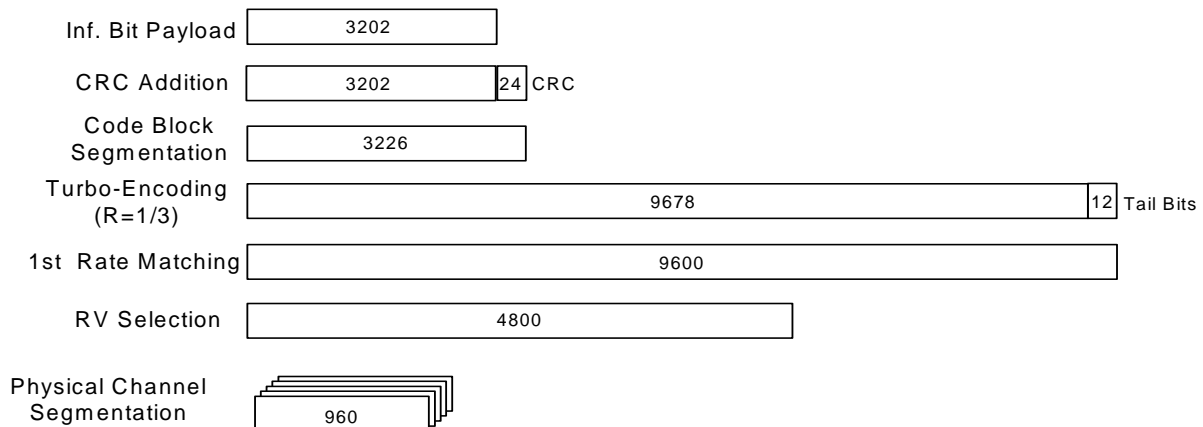 Inf. Bit Payload 3202
CRC Addition 3202 24 CRC
Code Block
Segmentation 3226
Turbo-Encoding
(R=1/3) 9678 12 Tail Bits
1st Rate Matching 9600
RV Selection 4800
Physical Channel
Segmentation 960